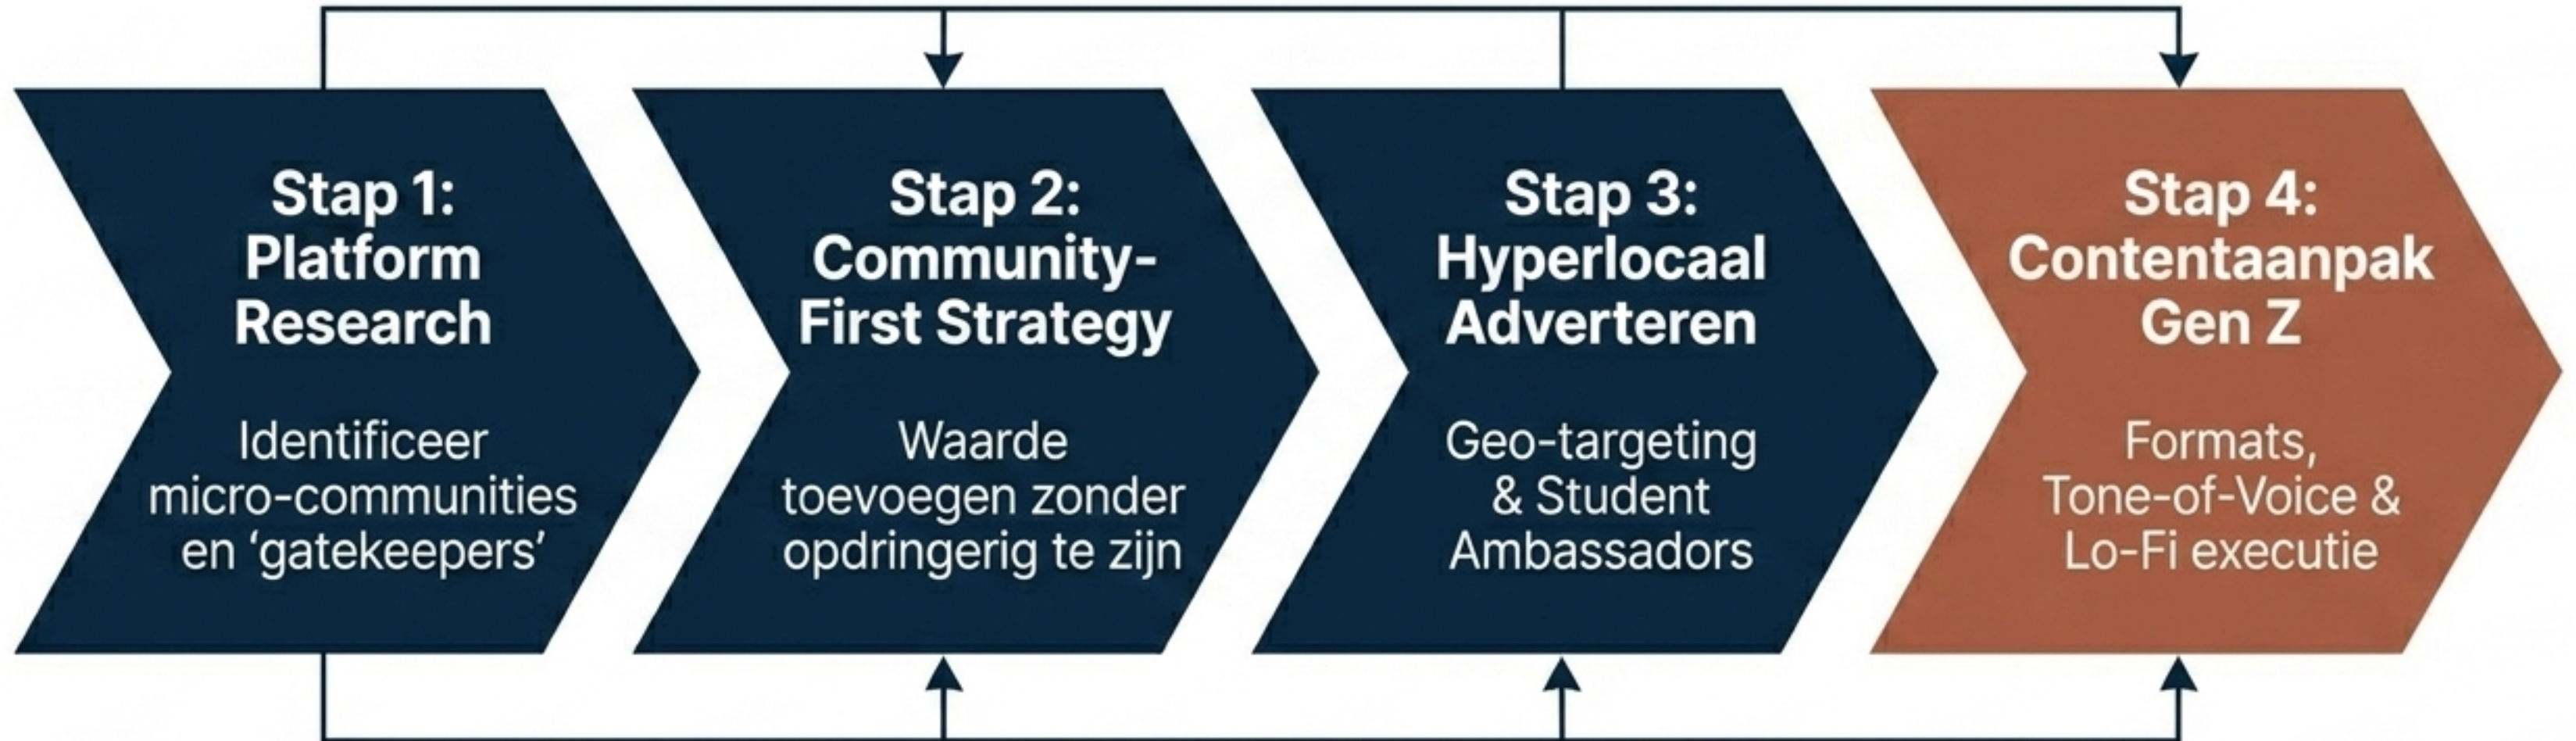 Stap 1:
Platform
Research
Identificeer
micro-communities
en ‘gatekeepers’
Stap 2:
Community-
First Strategy
Waarde
toevoegen zonder
opdringerig te zijn
Stap 3:
Hyperlocaal
Adverteren
Geo-targeting
& Student
Ambassadors
Stap 4:
Contentaanpak
Gen Z
Formats,
Tone-of-Voice &
Lo-Fi executie